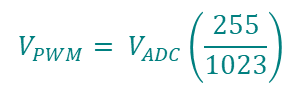 V_PWM = V_ADC (255/1023)